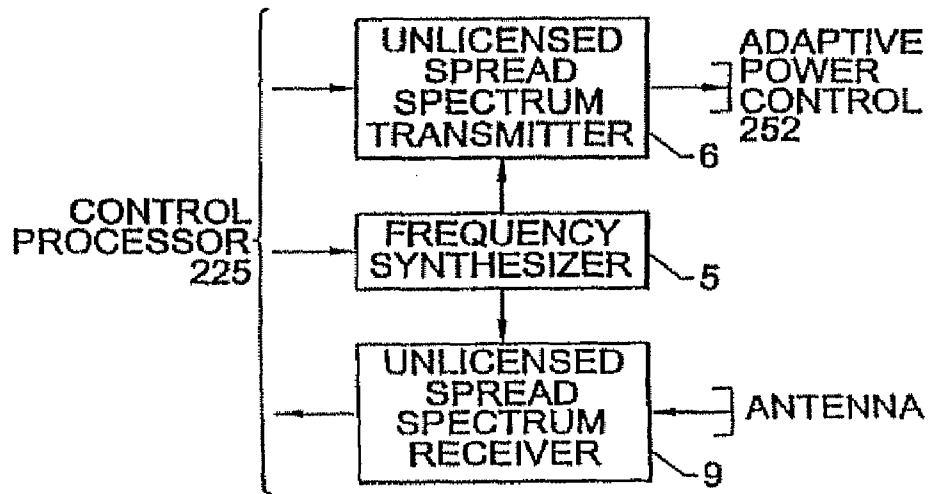 UNLICENSED
SPREAD
SPECTRUM
TRANSMITTER
6
ADAPTIVE
POWER
CONTROL
252
CONTROL
PROCESSOR
225
FREQUENCY
SYNTHESIZER
5
UNLICENSED
SPREAD
SPECTRUM
RECEIVER
9
ANTENNA